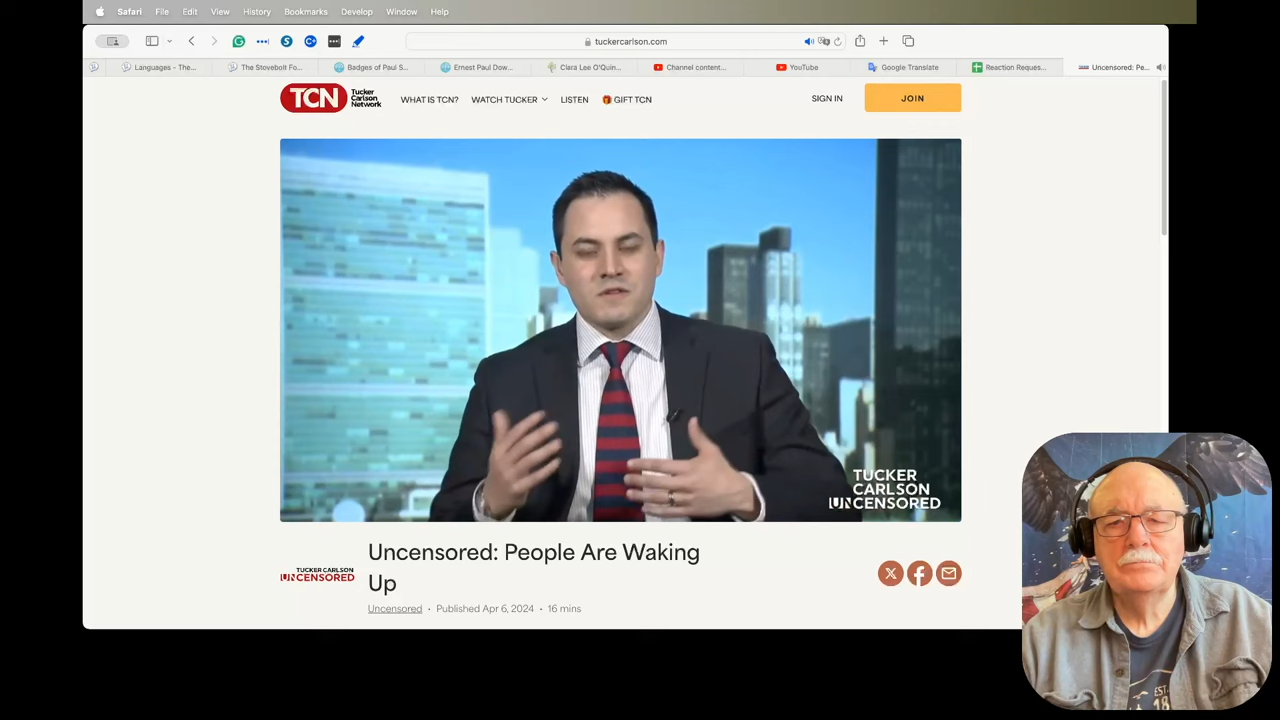 Safari File Edit View History Bookmarks Develop Window Help
tuckercarlson.com
Languages – The... The Stovebolt Fo... Badges of Paul S... Ernest Paul Dow... Clara Lee O'Quin... Channel content... YouTube Google Translate Reaction Reques... Uncensored: Pe...
TCN Tucker Carlson Network WHAT IS TCN? WATCH TUCKER LISTEN GIFT TCN SIGN IN JOIN
TUCKER
CARLSON
UNCENSORED
Uncensored: People Are Waking
Up
TUCKER CARLSON
UNCENSORED
Uncensored · Published Apr 6, 2024 · 16 mins